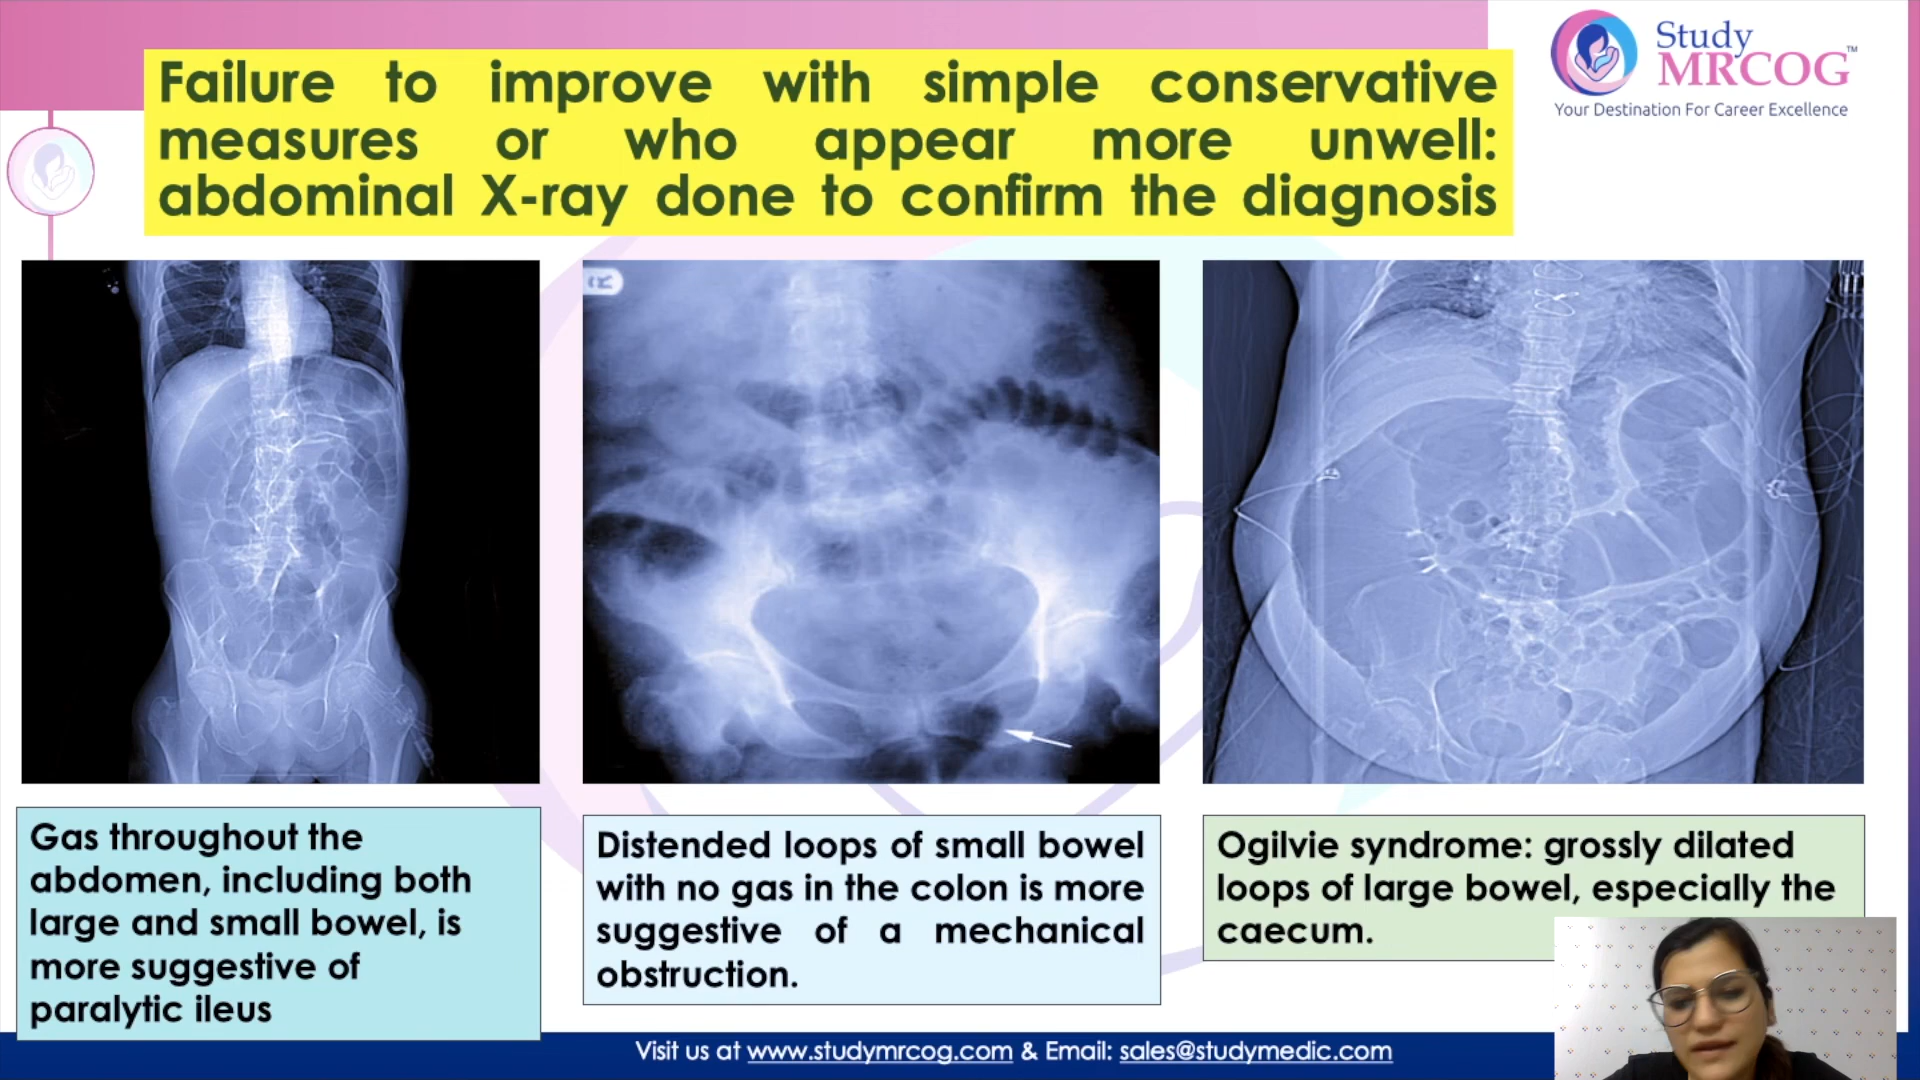 Study
MRCOG™
Your Destination For Career Excellence
Failure to improve with simple conservative
measures or who appear more unwell:
abdominal X-ray done to confirm the diagnosis
R
Gas throughout the
abdomen, including both
large and small bowel, is
more suggestive of
paralytic ileus
Distended loops of small bowel
with no gas in the colon is more
suggestive of a mechanical
obstruction.
Ogilvie syndrome: grossly dilated
loops of large bowel, especially the
caecum.
Visit us at www.studymrcog.com & Email: sales@studymedic.com